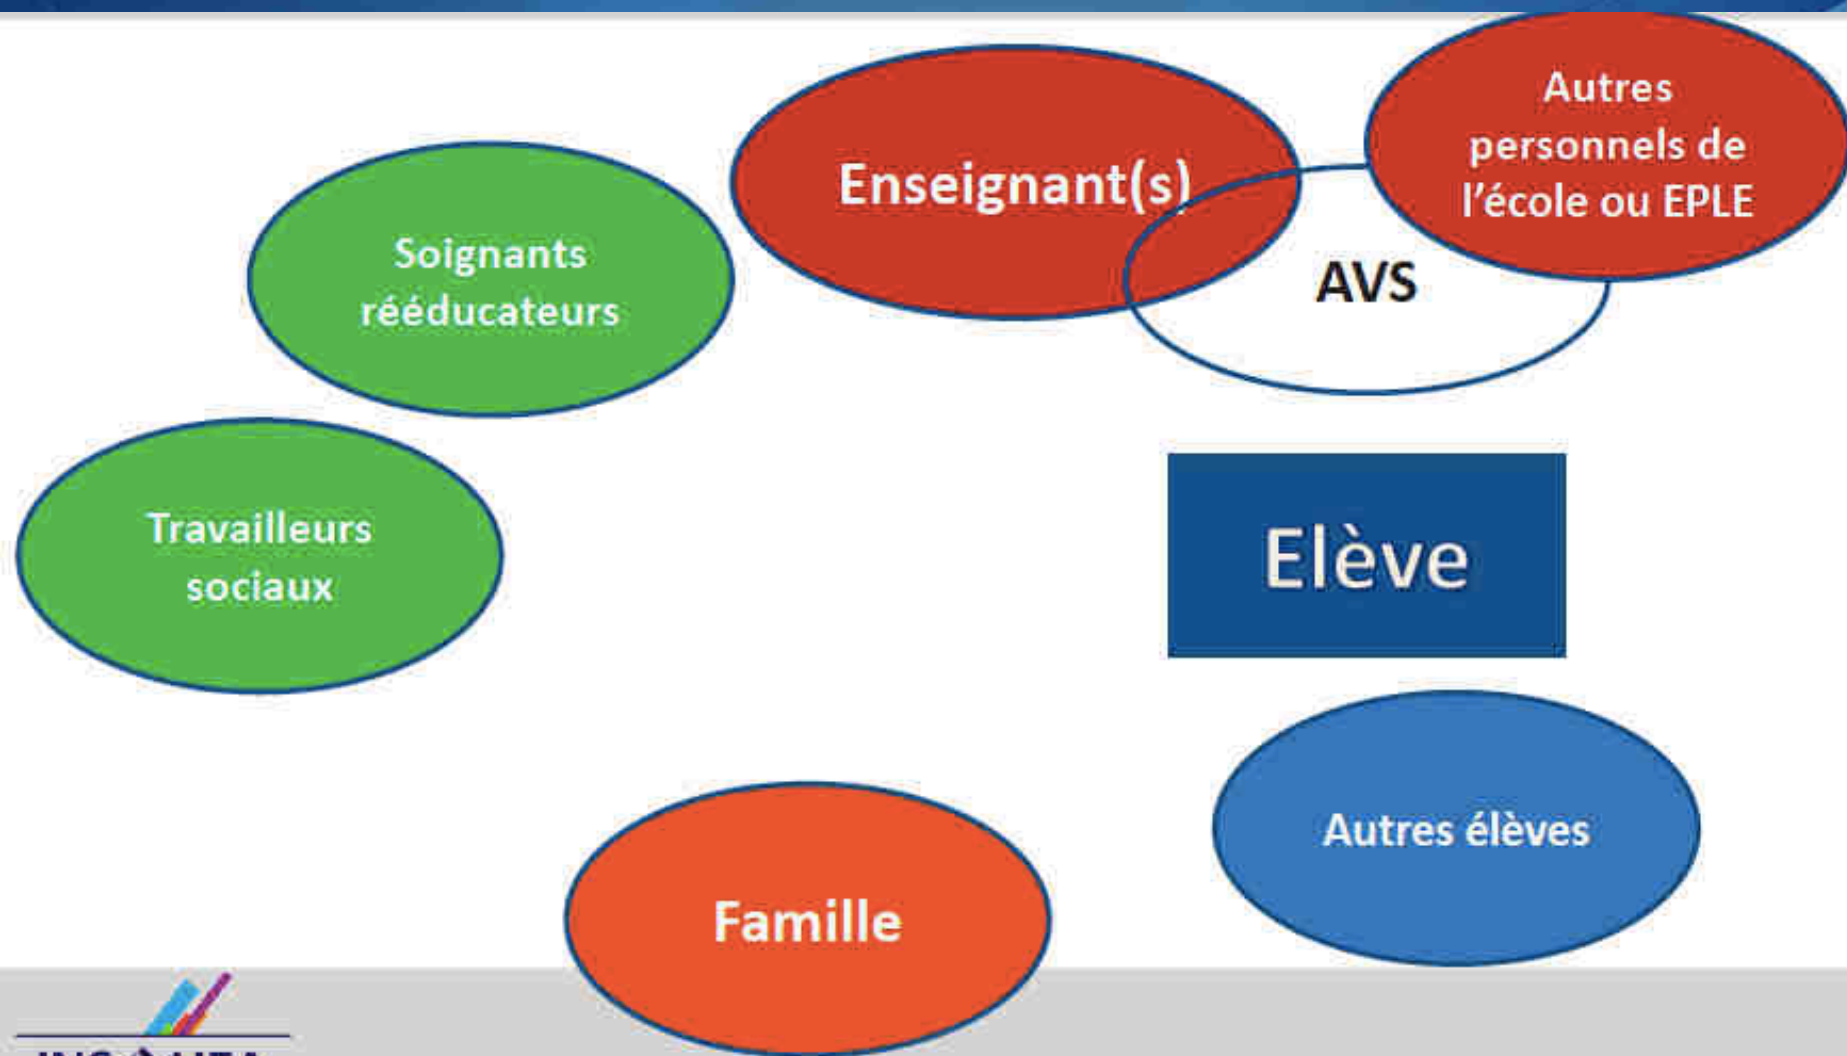 Autres
personnels de
l'école ou EPLE
Enseignant(s)
AVS
Soignants
rééducateurs
Travailleurs
sociaux
Elève
Autres élèves
Famille